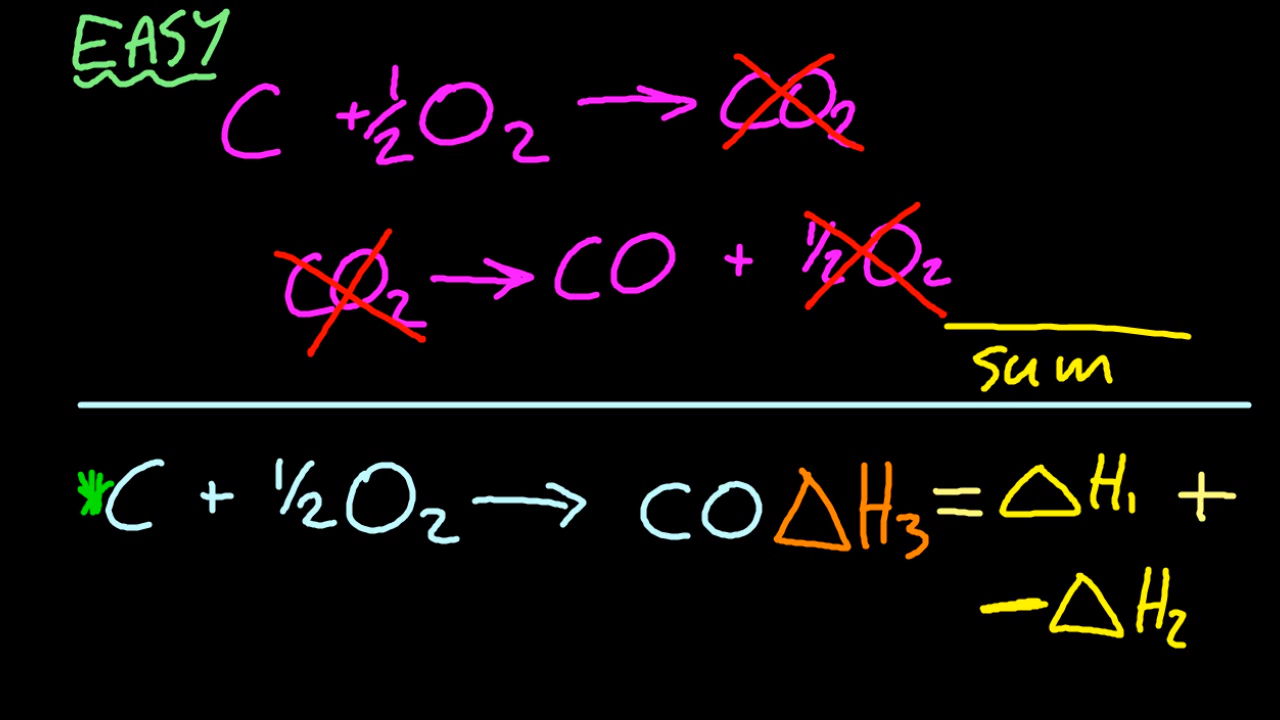 EASY
C + ½ O₂ → CO₂
CO₂ → CO + ½ O₂
sum
*C + ½ O₂ → CO ΔH₃ = ΔH₁ +
-ΔH₂